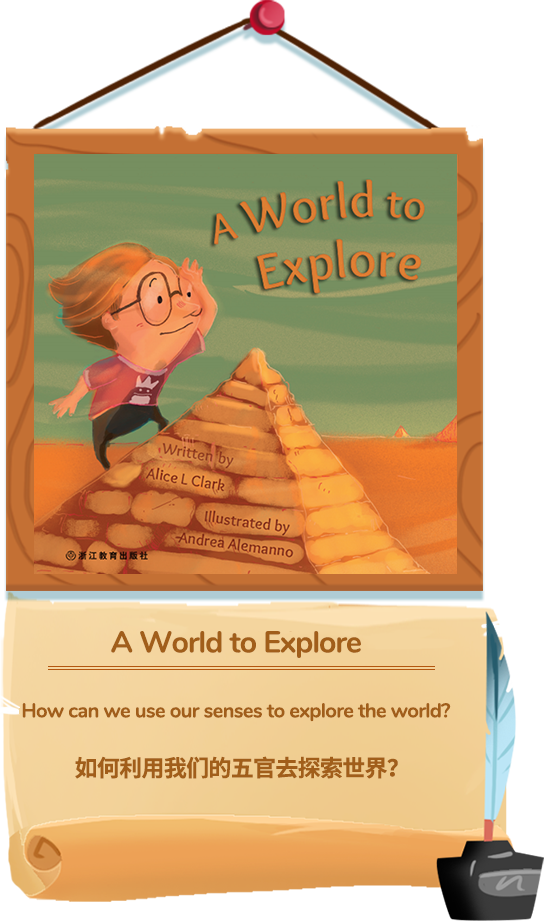 A World to
Explore
Written by
Alice L Clark
Illustrated by
Andrea Alemanno
浙江教育出版社
A World to Explore
How can we use our senses to explore the world?
如何利用我们的五官去探索世界?